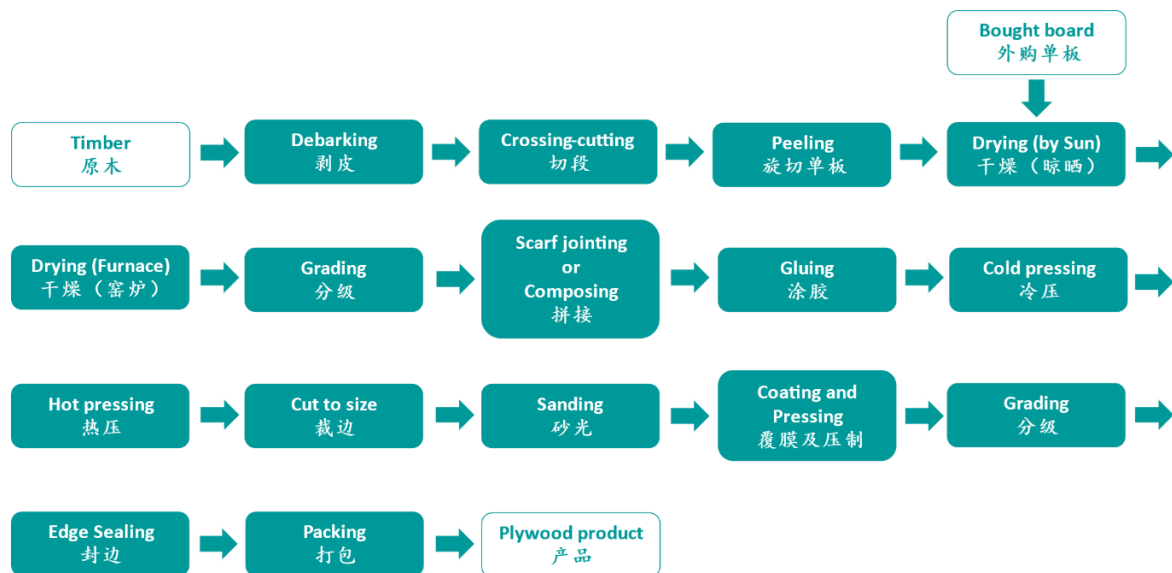 Bought board
外购单板
Timber
原木
Debarking
剥皮
Crossing-cutting
切段
Peeling
旋切单板
Drying (by Sun)
干燥（晾晒）
Drying (Furnace)
干燥（窑炉）
Grading
分级
Scarf jointing
or
Composing
拼接
Gluing
涂胶
Cold pressing
冷压
Hot pressing
热压
Cut to size
裁边
Sanding
砂光
Coating and
Pressing
覆膜及压制
Grading
分级
Edge Sealing
封边
Packing
打包
Plywood product
产品